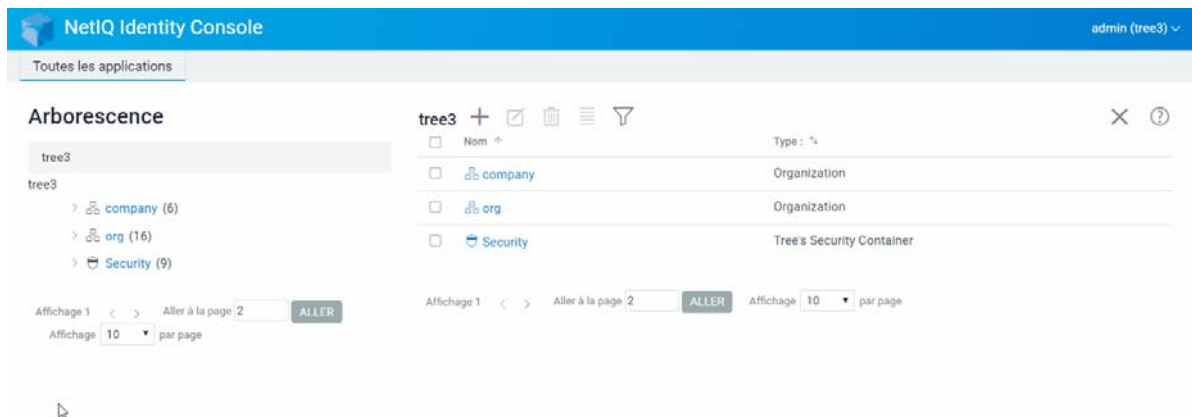 NetIQ Identity Console
admin (tree3)
Toutes les applications
Arborescence
tree3
tree3
company (6)
org (16)
Security (9)
Affichage 1
Aller à la page 2
ALLER
Affichage 10 par page
tree3
Nom
Type :
company
Organization
org
Organization
Security
Tree's Security Container
Affichage 1
Aller à la page 2
ALLER
Affichage 10 par page